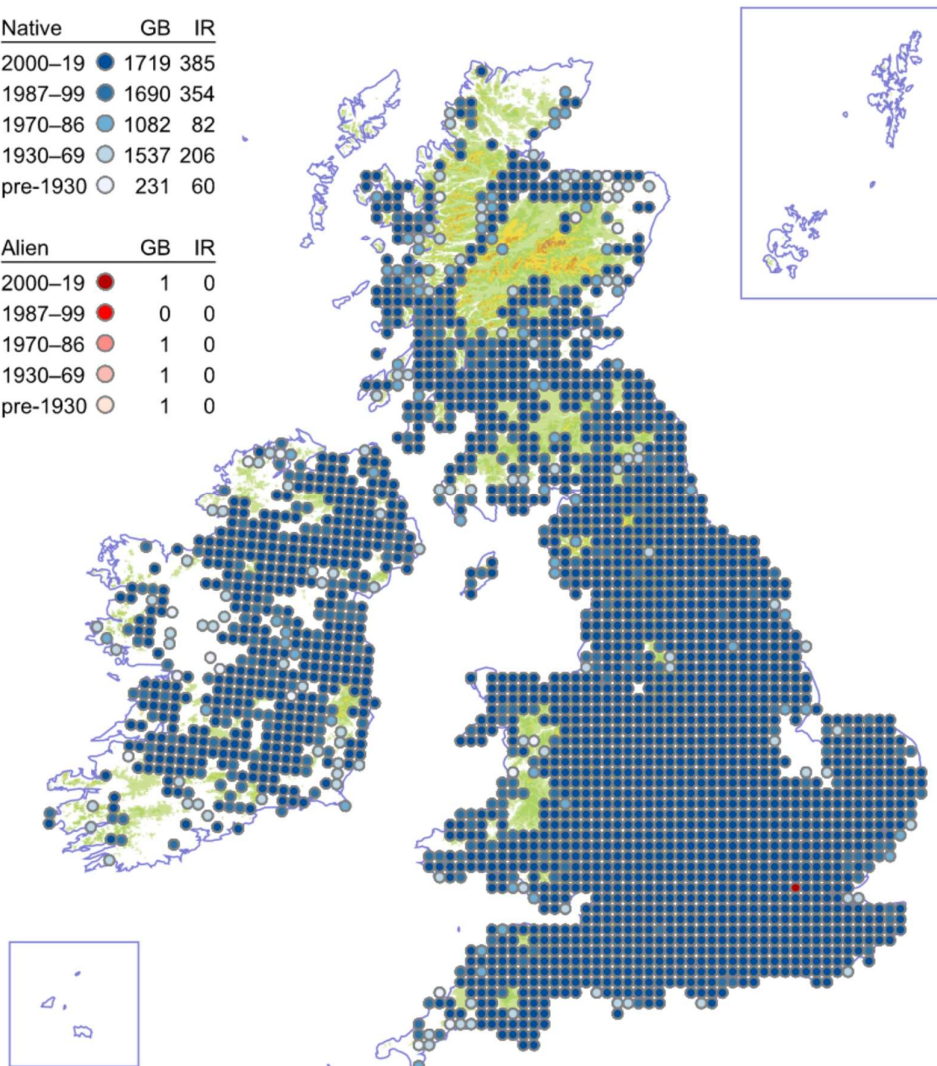 Native GB IR
2000–19 1719 385
1987–99 1690 354
1970–86 1082 82
1930–69 1537 206
pre-1930 231 60
Alien GB IR
2000–19 1 0
1987–99 0 0
1970–86 1 0
1930–69 1 0
pre-1930 1 0